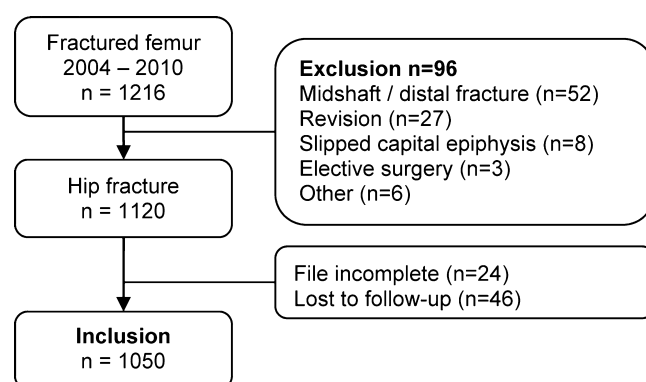 Fractured femur
2004 – 2010
n = 1216
Exclusion n=96
Midshaft / distal fracture (n=52)
Revision (n=27)
Slipped capital epiphysis (n=8)
Elective surgery (n=3)
Other (n=6)
Hip fracture
n = 1120
File incomplete (n=24)
Lost to follow-up (n=46)
Inclusion
n = 1050